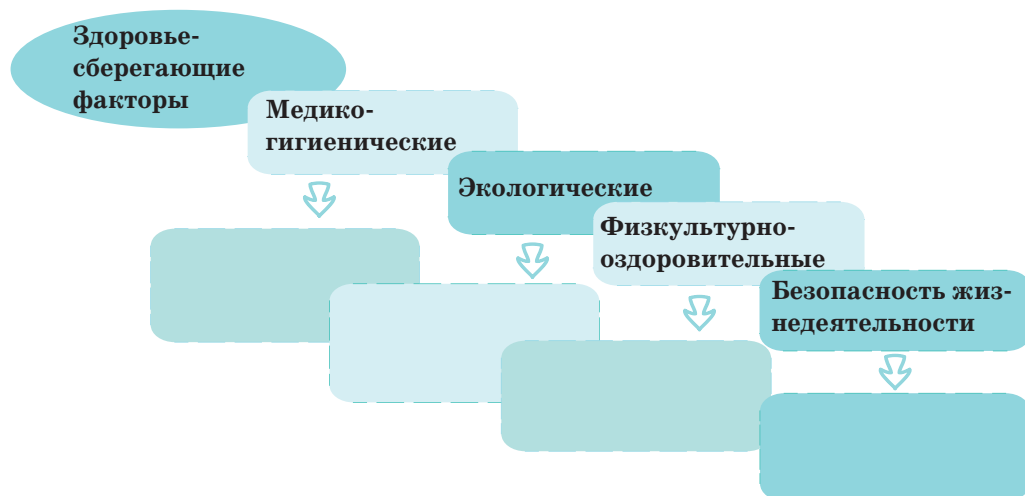 Здоровье-
сберегающие
факторы
Медико-
гигиенические
Экологические
Физкультурно-
оздоровительные
Безопасность жиз-
недеятельности